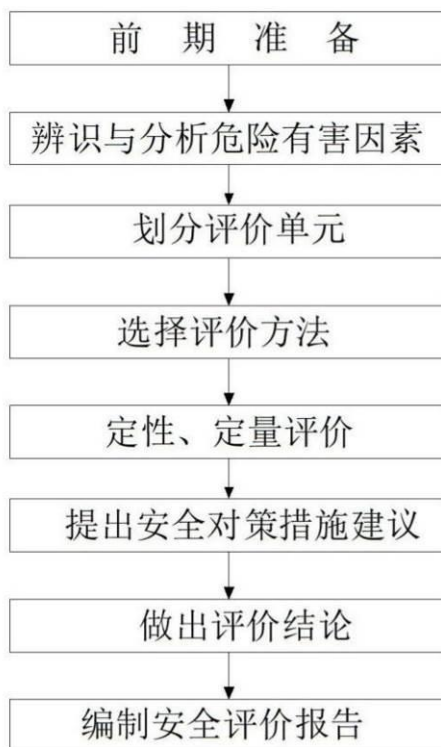 前 期 准 备
辨识与分析危险有害因素
划分评价单元
选择评价方法
定性、定量评价
提出安全对策措施建议
做出评价结论
编制安全评价报告